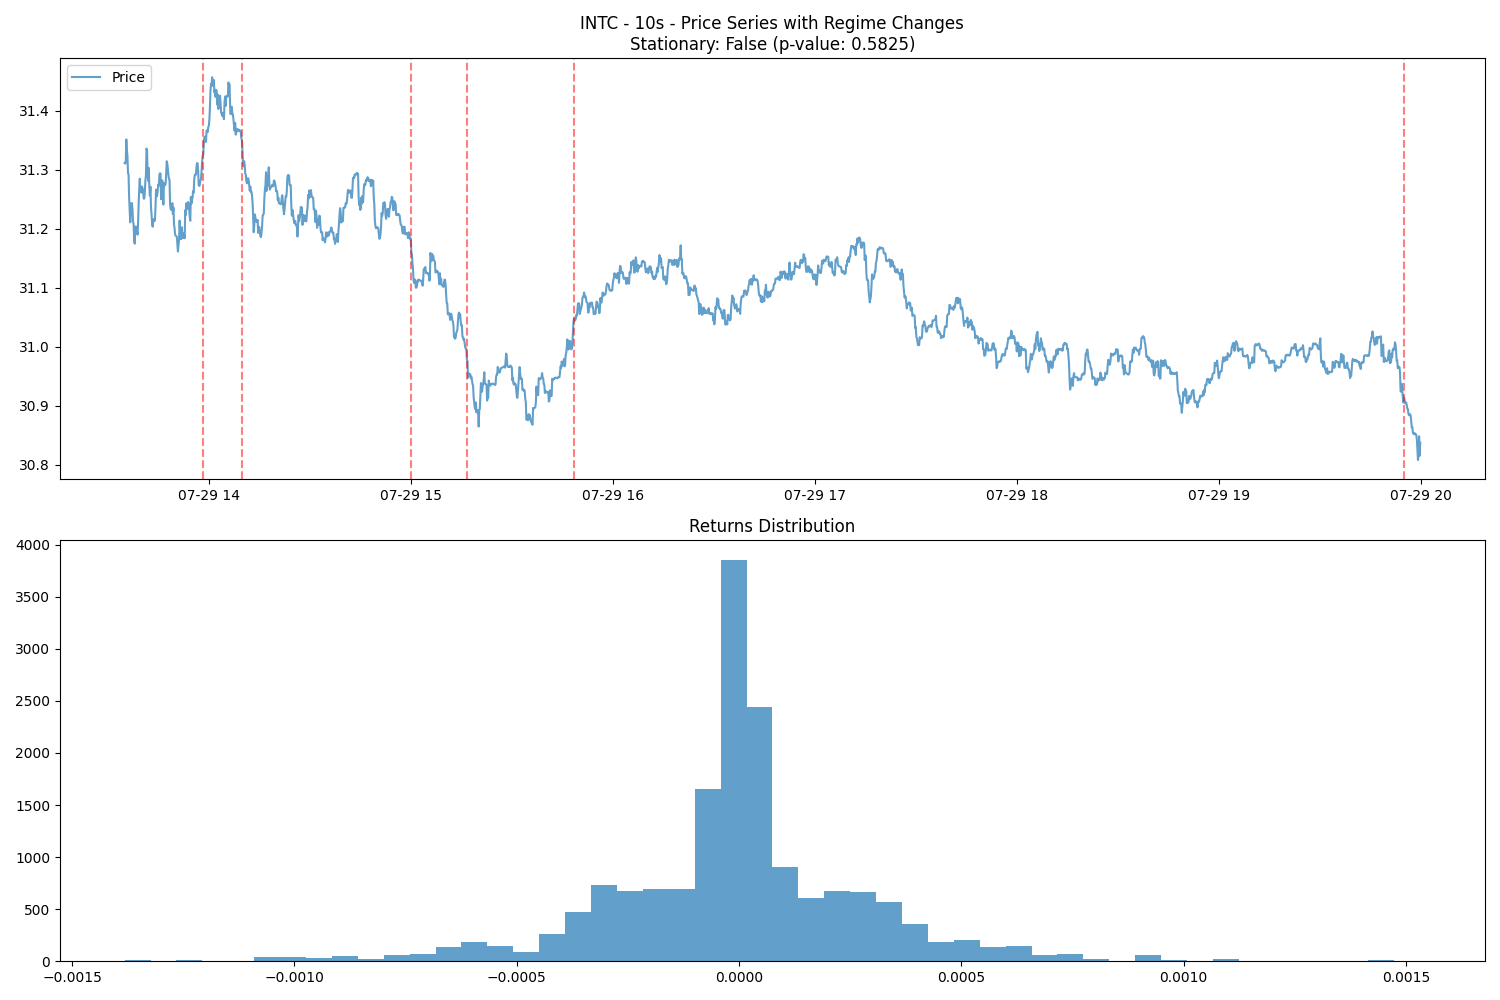 INTC - 10s - Price Series with Regime Changes
Stationary: False (p-value: 0.5825)
Price
31.4
31.3
31.2
31.1
31.0
30.9
30.8
07-29 14 07-29 15 07-29 16 07-29 17 07-29 18 07-29 19 07-29 20
Returns Distribution
4000
3500
3000
2500
2000
1500
1000
500
0
−0.0015 −0.0010 −0.0005 0.0000 0.0005 0.0010 0.0015